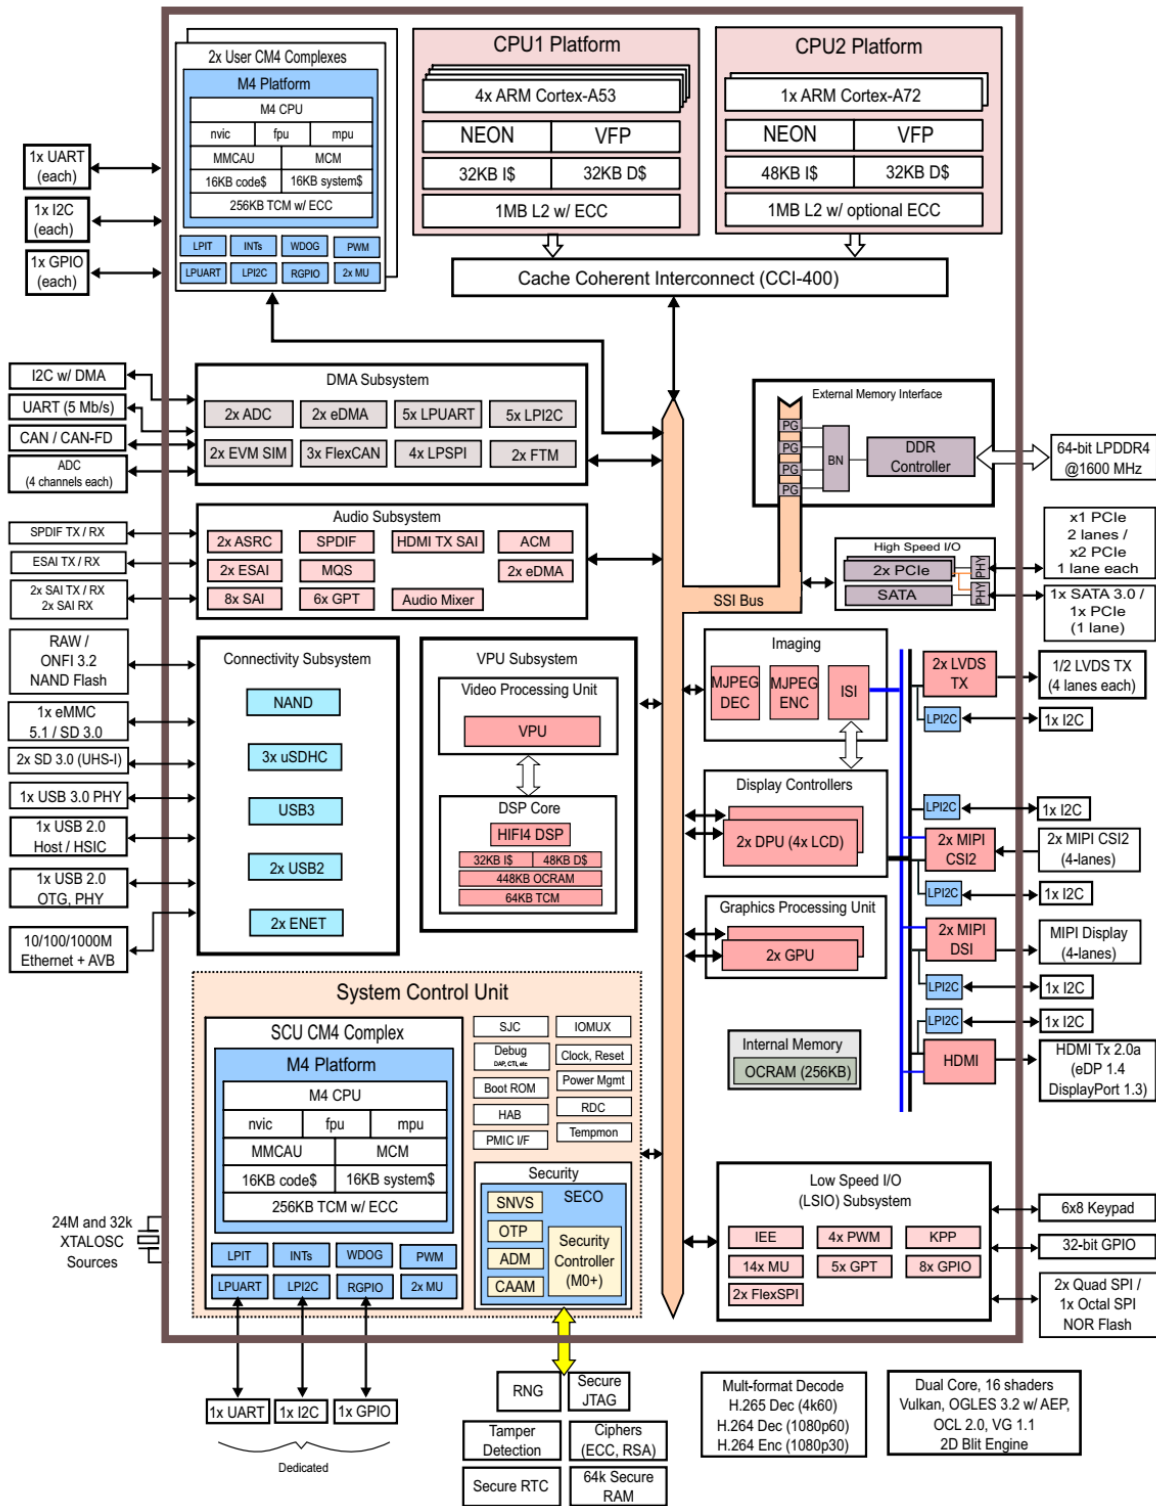 2x User CM4 Complexes
M4 Platform
M4 CPU
nvic
fpu
mpu
MMCAU
MCM
16KB code$
16KB system$
256KB TCM w/ ECC
LPIT
INTs
WDOG
PWM
LPUART
LPI2C
RGPIO
2x MU
CPU1 Platform
4x ARM Cortex-A53
NEON
VFP
32KB I$
32KB D$
1MB L2 w/ ECC
CPU2 Platform
1x ARM Cortex-A72
NEON
VFP
48KB I$
32KB D$
1MB L2 w/ optional ECC
Cache Coherent Interconnect (CCI-400)
1x UART
(each)
1x I2C
(each)
1x GPIO
(each)
I2C w/ DMA
UART (5 Mb/s)
CAN / CAN-FD
ADC
(4 channels each)
DMA Subsystem
2x ADC
2x eDMA
5x LPUART
5x LPI2C
2x EVM SIM
3x FlexCAN
4x LPSPI
2x FTM
External Memory Interface
PG
PG
PG
PG
BN
DDR
Controller
64-bit LPDDR4
@1600 MHz
SPDIF TX / RX
ESAI TX / RX
2x SAI TX / RX
2x SAI RX
Audio Subsystem
2x ASRC
SPDIF
HDMI TX SAI
ACM
2x ESAI
MQS
2x eDMA
8x SAI
6x GPT
Audio Mixer
SSI Bus
High Speed I/O
2x PCIe
SATA
PHY
PHY
x1 PCIe
2 lanes /
x2 PCIe
1 lane each
1x SATA 3.0 /
1x PCIe
(1 lane)
RAW /
ONFI 3.2
NAND Flash
1x eMMC
5.1 / SD 3.0
2x SD 3.0 (UHS-I)
1x USB 3.0 PHY
1x USB 2.0
Host / HSIC
1x USB 2.0
OTG, PHY
10/100/1000M
Ethernet + AVB
Connectivity Subsystem
NAND
3x uSDHC
USB3
2x USB2
2x ENET
VPU Subsystem
Video Processing Unit
VPU
DSP Core
HIFI4 DSP
32KB I$
48KB D$
448KB OCRAM
64KB TCM
Imaging
MJPEG
DEC
MJPEG
ENC
ISI
Display Controllers
2x DPU (4x LCD)
Graphics Processing Unit
2x GPU
Internal Memory
OCRAM (256KB)
2x LVDS
TX
LPI2C
LPI2C
2x MIPI
CSI2
LPI2C
2x MIPI
DSI
LPI2C
LPI2C
HDMI
1/2 LVDS TX
(4 lanes each)
1x I2C
1x I2C
2x MIPI CSI2
(4-lanes)
1x I2C
MIPI Display
(4-lanes)
1x I2C
1x I2C
HDMI Tx 2.0a
(eDP 1.4
DisplayPort 1.3)
System Control Unit
SCU CM4 Complex
M4 Platform
M4 CPU
nvic
fpu
mpu
MMCAU
MCM
16KB code$
16KB system$
256KB TCM w/ ECC
LPIT
INTs
WDOG
PWM
LPUART
LPI2C
RGPIO
2x MU
SJC
IOMUX
Debug
DAP, CTI, etc
Clock, Reset
Boot ROM
Power Mgmt
HAB
RDC
PMIC I/F
Tempmon
Security
SECO
SNVS
OTP
ADM
CAAM
Security
Controller
(M0+)
24M and 32k
XTALOSC
Sources
Low Speed I/O
(LSIO) Subsystem
IEE
4x PWM
KPP
14x MU
5x GPT
8x GPIO
2x FlexSPI
6x8 Keypad
32-bit GPIO
2x Quad SPI /
1x Octal SPI
NOR Flash
1x UART
1x I2C
1x GPIO
Dedicated
RNG
Secure
JTAG
Tamper
Detection
Ciphers
(ECC, RSA)
Secure RTC
64k Secure
RAM
Mult-format Decode
H.265 Dec (4k60)
H.264 Dec (1080p60)
H.264 Enc (1080p30)
Dual Core, 16 shaders
Vulkan, OGLES 3.2 w/ AEP,
OCL 2.0, VG 1.1
2D Blit Engine